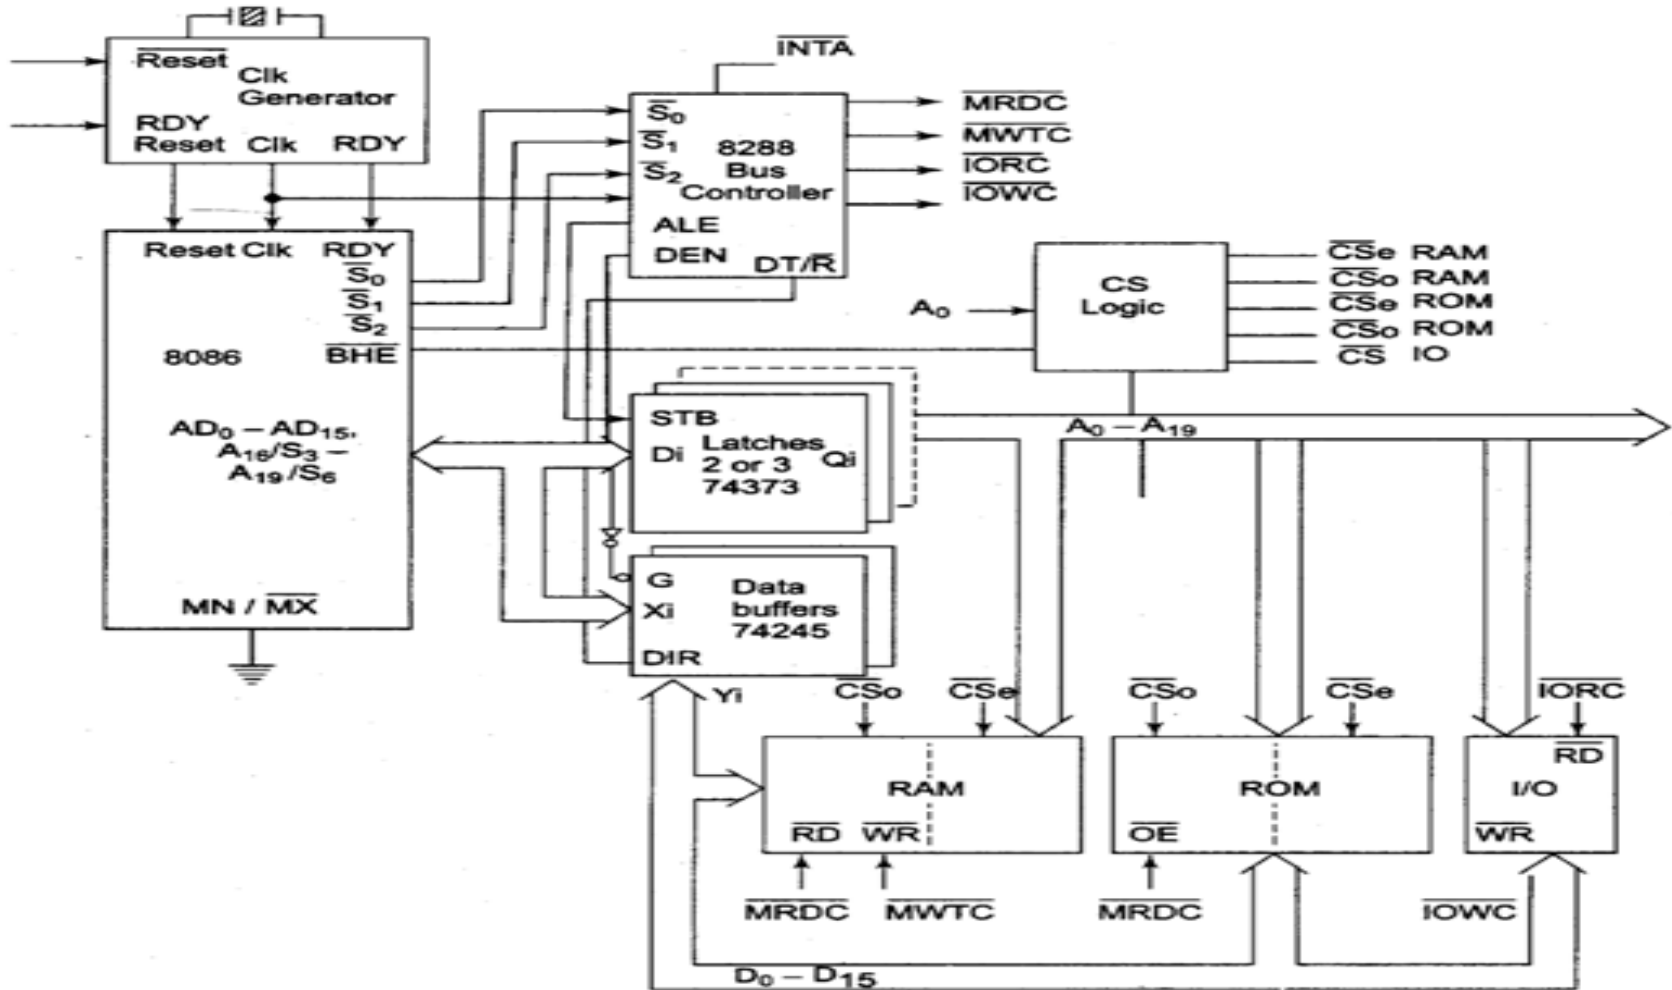 INTA
Reset
Clk
Generator
RDY
Reset Clk RDY
S0
S1
S2
8288
Bus
Controller
ALE
DEN
DT/R
MRDC
MWTC
IORC
IOWC
Reset Clk RDY
S0
S1
S2
8086
BHE
AD0 – AD15,
A16/S3 –
A19/S6
MN / MX
A0
CS
Logic
CSe RAM
CSo RAM
CSe ROM
CSo ROM
CS IO
STB
Di
Latches
2 or 3
74373
Qi
A0 – A19
G
Xi
DIR
Data
buffers
74245
Yi
CSo
CSe
CSo
CSe
IORC
RAM
RD WR
ROM
OE
RD
I/O
WR
MRDC
MWTC
MRDC
IOWC
D0 – D15